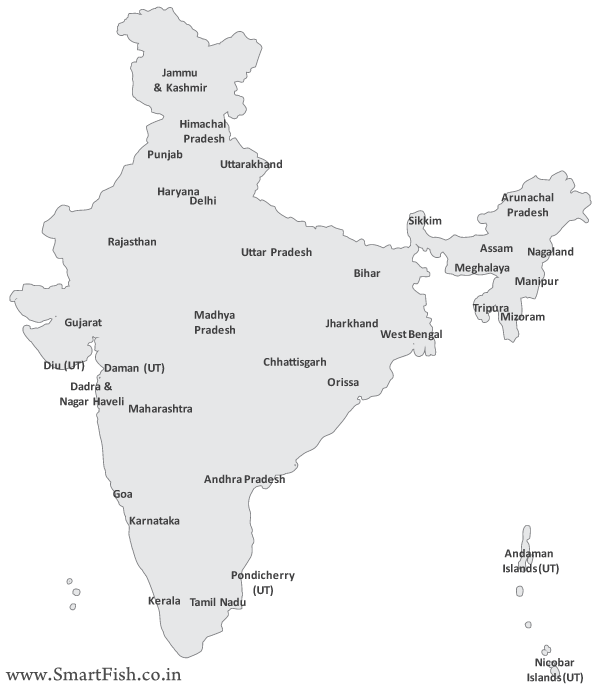 Jammu
& Kashmir
Himachal
Pradesh
Punjab
Uttarakhand
Haryana
Delhi
Arunachal
Pradesh
Sikkim
Rajasthan
Uttar Pradesh
Assam
Nagaland
Bihar
Meghalaya
Manipur
Gujarat
Madhya
Pradesh
Jharkhand
West Bengal
Tripura
Mizoram
Diu (UT)
Daman (UT)
Chhattisgarh
Dadra &
Nagar Haveli
Orissa
Maharashtra
Andhra Pradesh
Goa
Karnataka
Andaman
Islands (UT)
Pondicherry
(UT)
Kerala
Tamil Nadu
Nicobar
Islands (UT)
www.SmartFish.co.in